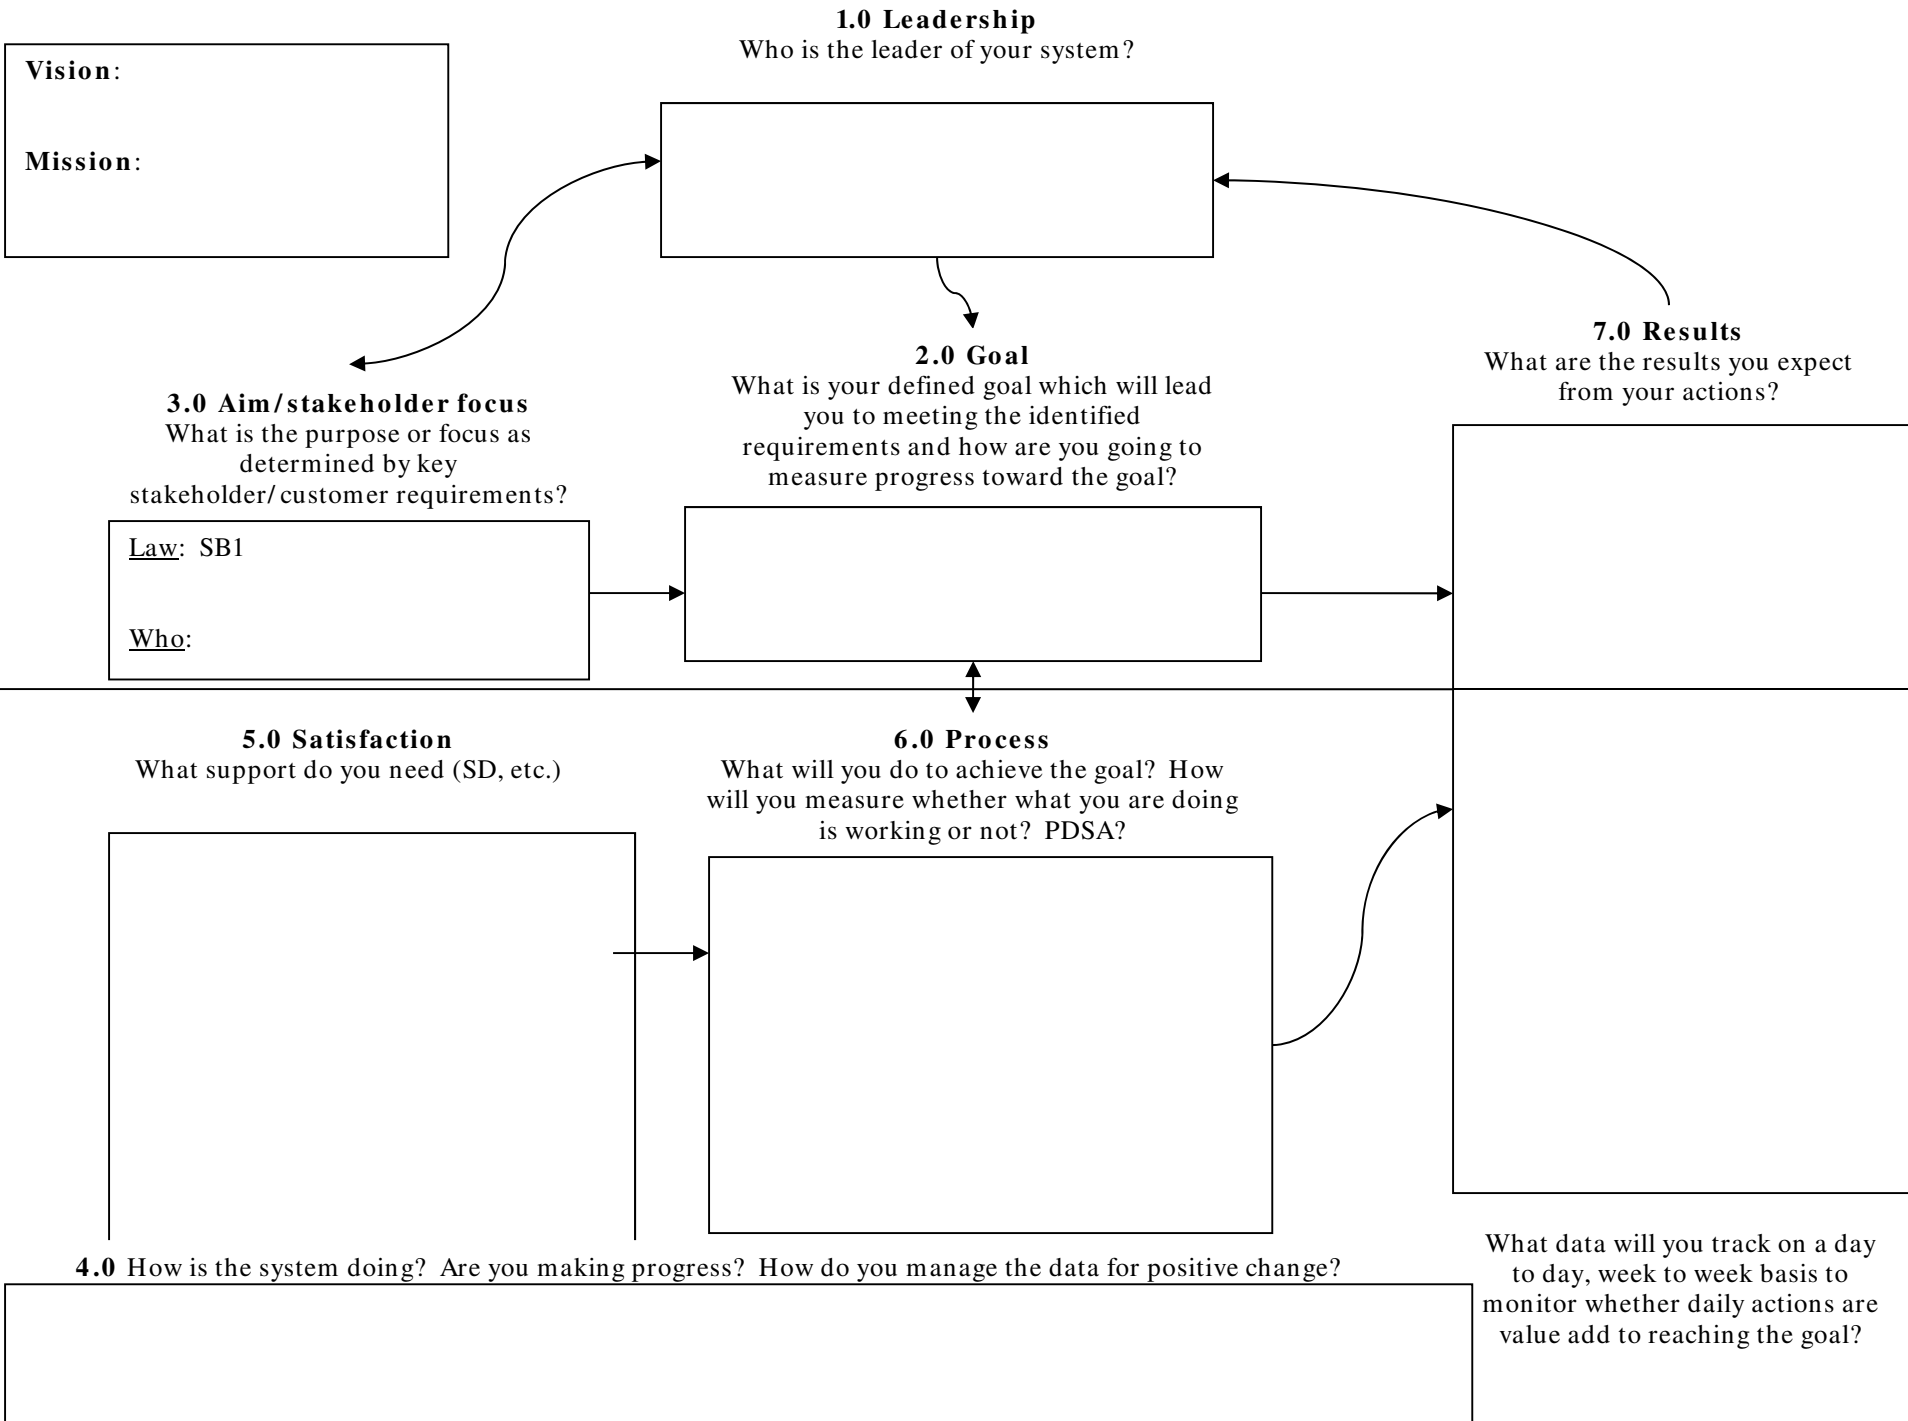 1.0 Leadership
Who is the leader of your system?
Vision:
Mission:
7.0 Results
What are the results you expect
from your actions?
2.0 Goal
What is your defined goal which will lead
you to meeting the identified
requirements and how are you going to
measure progress toward the goal?
3.0 Aim/stakeholder focus
What is the purpose or focus as
determined by key
stakeholder/customer requirements?
Law: SB1
Who:
5.0 Satisfaction
What support do you need (SD, etc.)
6.0 Process
What will you do to achieve the goal? How
will you measure whether what you are doing
is working or not? PDSA?
4.0 How is the system doing? Are you making progress? How do you manage the data for positive change?
What data will you track on a day
to day, week to week basis to
monitor whether daily actions are
value add to reaching the goal?